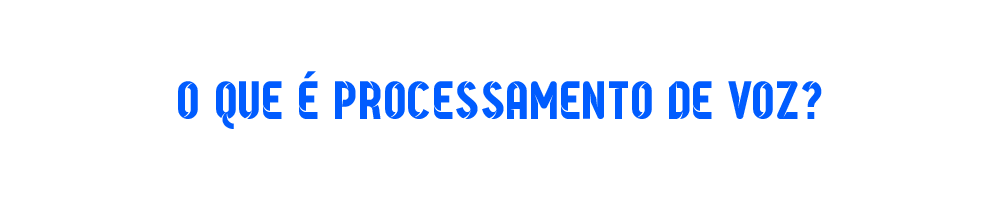 O QUE É PROCESSAMENTO DE VOZ?